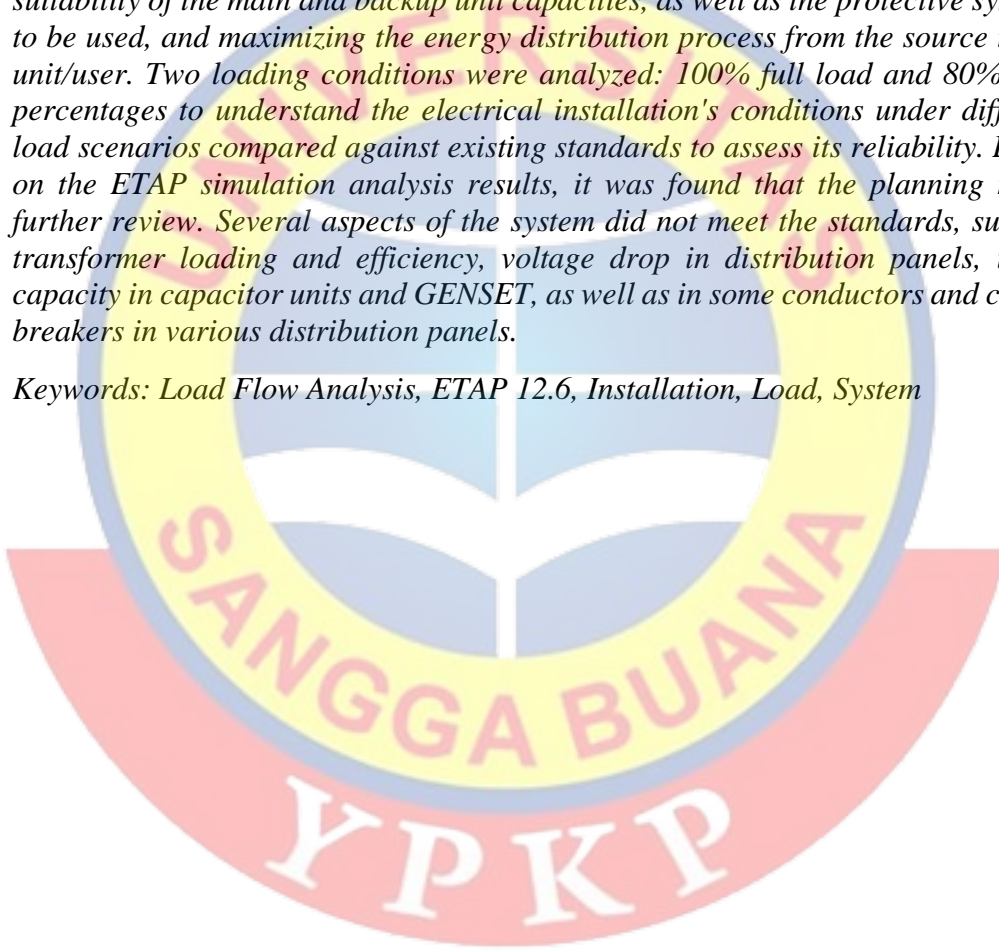 suitability of the main and backup unit capacities, as well as the protective sy
to be used, and maximizing the energy distribution process from the source
unit/user. Two loading conditions were analyzed: 100% full load and 80%
percentages to understand the electrical installation's conditions under diff
load scenarios compared against existing standards to assess its reliability.
on the ETAP simulation analysis results, it was found that the planning
further review. Several aspects of the system did not meet the standards, su
transformer loading and efficiency, voltage drop in distribution panels,
capacity in capacitor units and GENSET, as well as in some conductors and c
breakers in various distribution panels.
Keywords: Load Flow Analysis, ETAP 12.6, Installation, Load, System
UNIVERSITAS
SANGGA BUANA
YPKP